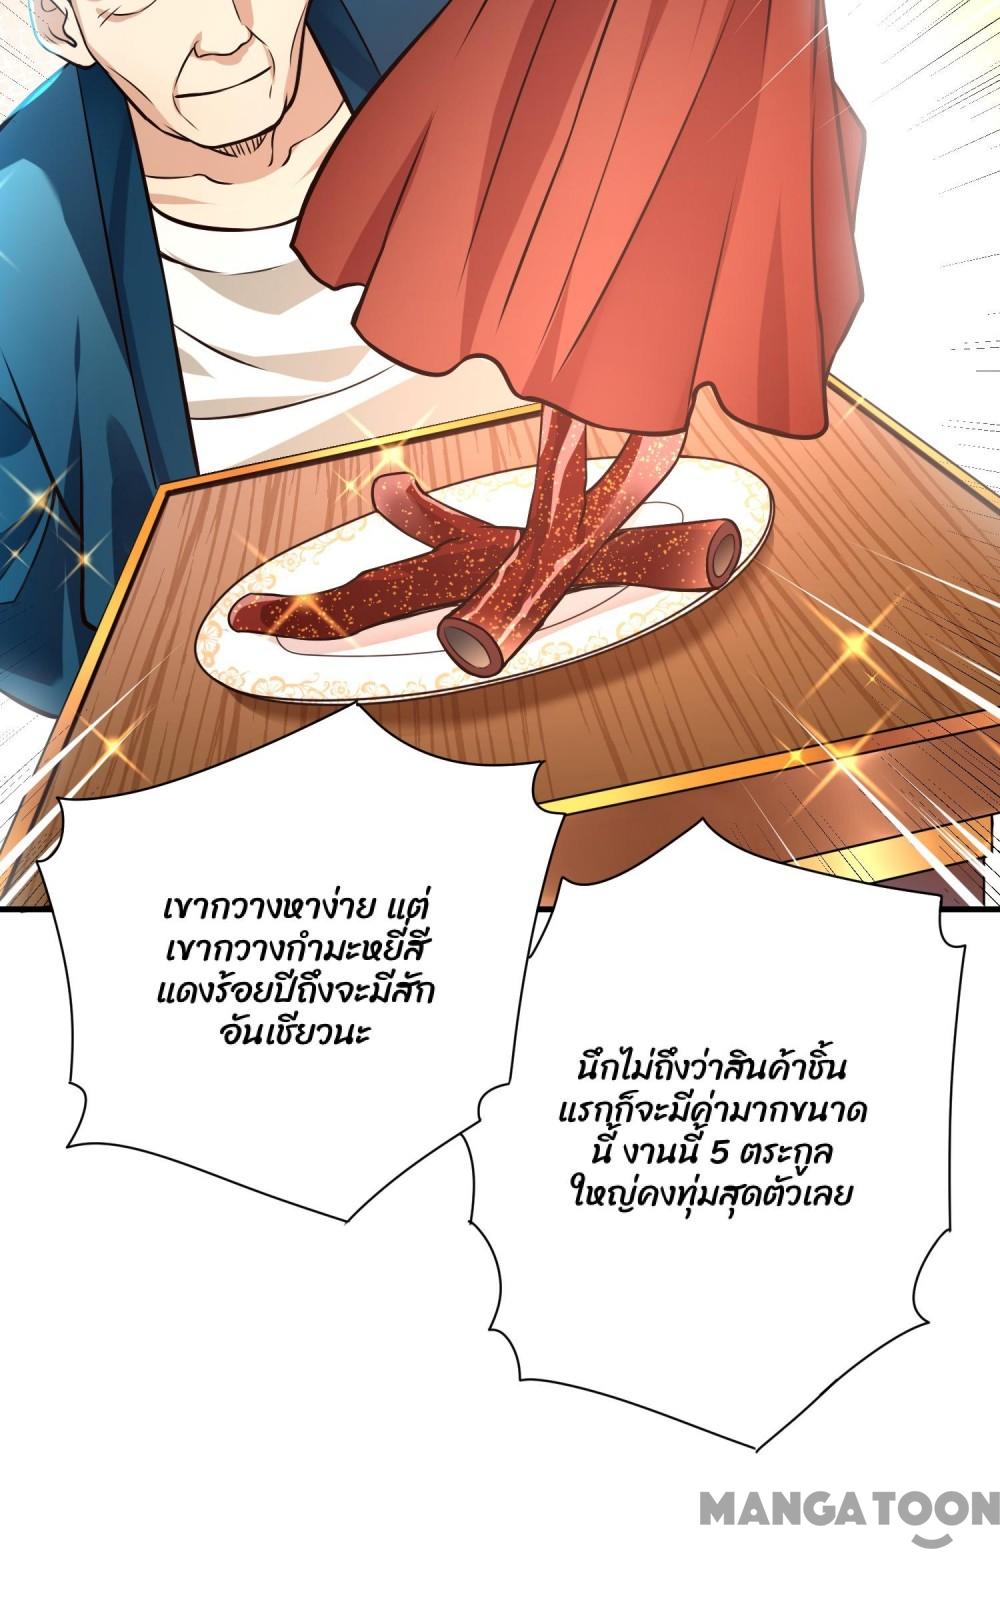 เขากวางหาง่าย แต่
เขากวางกำมะหยี่สี
แดงร้อยปีถึงจะมีสัก
อันเชียวนะ
นึกไม่ถึงว่าสินค้าชิ้น
แรกก็จะมีค่ามากขนาด
นี้ งานนี้ 5 ตระกูล
ใหญ่คงทุ่มสุดตัวเลย
MANGATOON